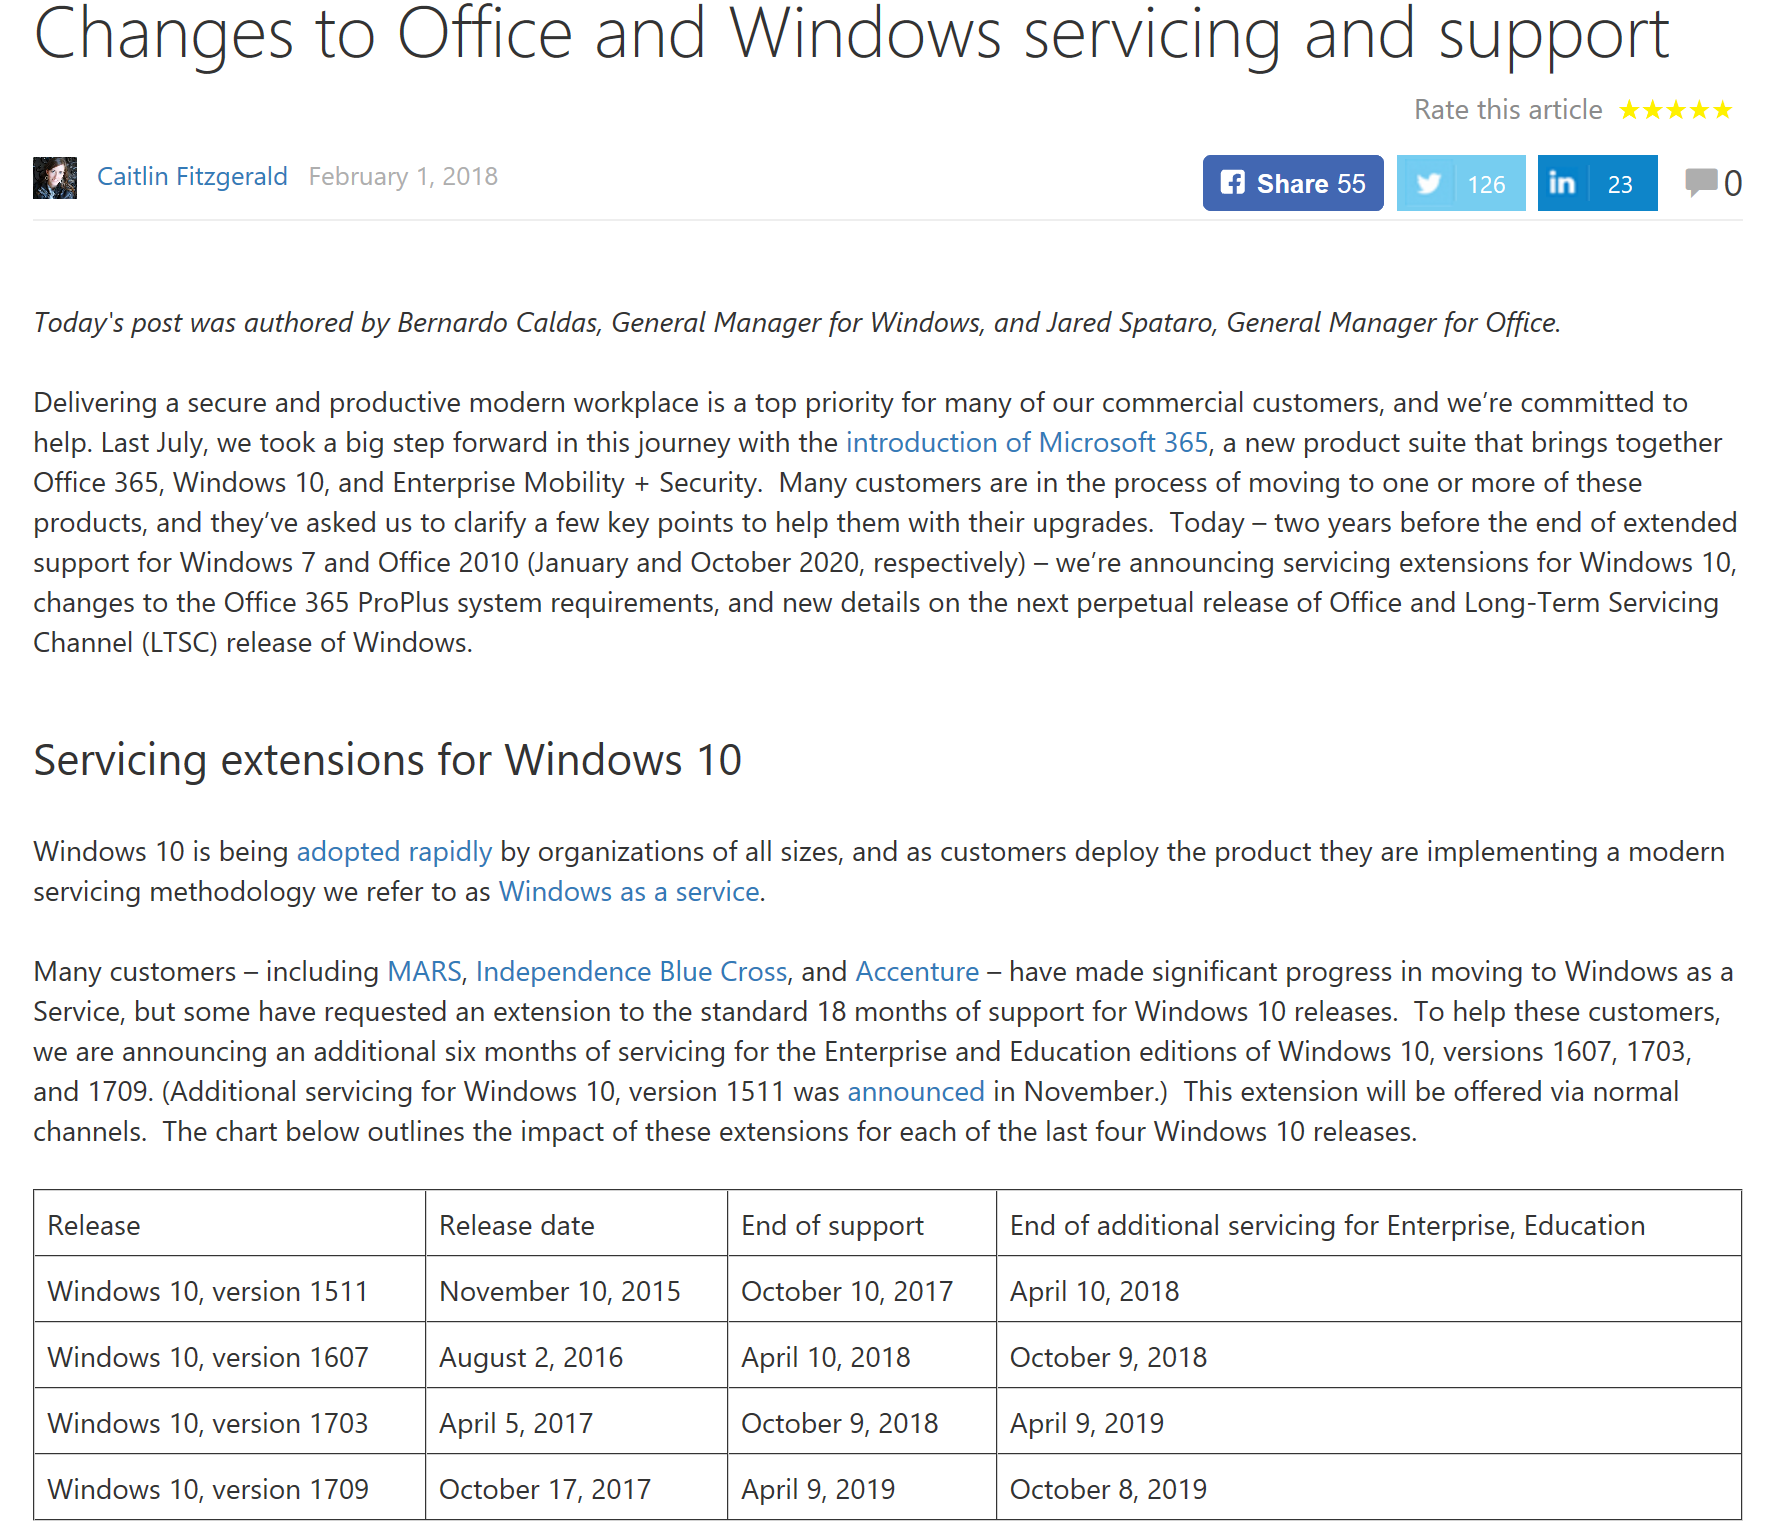 Changes to Office and Windows servicing and support
Rate this article
Caitlin Fitzgerald February 1, 2018
Share 55 126 in 23 0
Today's post was authored by Bernardo Caldas, General Manager for Windows, and Jared Spataro, General Manager for Office.
Delivering a secure and productive modern workplace is a top priority for many of our commercial customers, and we’re committed to
help. Last July, we took a big step forward in this journey with the introduction of Microsoft 365, a new product suite that brings together
Office 365, Windows 10, and Enterprise Mobility + Security.  Many customers are in the process of moving to one or more of these
products, and they’ve asked us to clarify a few key points to help them with their upgrades.  Today – two years before the end of extended
support for Windows 7 and Office 2010 (January and October 2020, respectively) – we’re announcing servicing extensions for Windows 10,
changes to the Office 365 ProPlus system requirements, and new details on the next perpetual release of Office and Long-Term Servicing
Channel (LTSC) release of Windows.
Servicing extensions for Windows 10
Windows 10 is being adopted rapidly by organizations of all sizes, and as customers deploy the product they are implementing a modern
servicing methodology we refer to as Windows as a service.
Many customers – including MARS, Independence Blue Cross, and Accenture – have made significant progress in moving to Windows as a
Service, but some have requested an extension to the standard 18 months of support for Windows 10 releases.  To help these customers,
we are announcing an additional six months of servicing for the Enterprise and Education editions of Windows 10, versions 1607, 1703,
and 1709. (Additional servicing for Windows 10, version 1511 was announced in November.)  This extension will be offered via normal
channels.  The chart below outlines the impact of these extensions for each of the last four Windows 10 releases.
Release Release date End of support End of additional servicing for Enterprise, Education
Windows 10, version 1511 November 10, 2015 October 10, 2017 April 10, 2018
Windows 10, version 1607 August 2, 2016 April 10, 2018 October 9, 2018
Windows 10, version 1703 April 5, 2017 October 9, 2018 April 9, 2019
Windows 10, version 1709 October 17, 2017 April 9, 2019 October 8, 2019